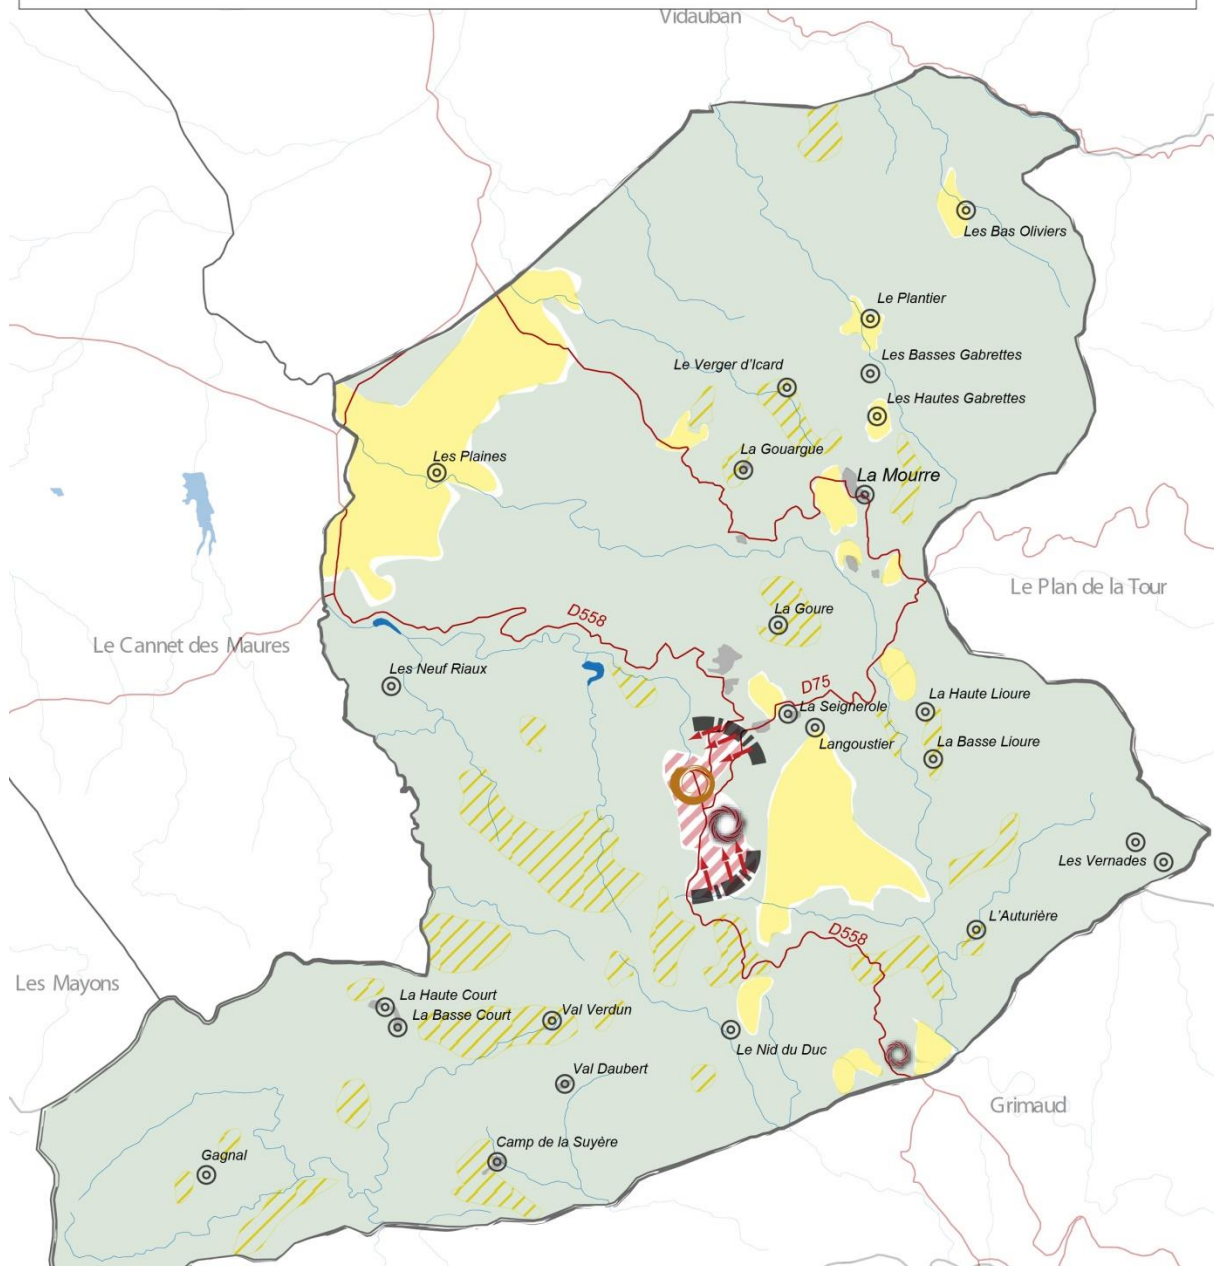 Vidauban
Les Bas Oliviers
Le Plantier
Les Basses Gabrettes
Le Verger d'Icard
Les Hautes Gabrettes
La Gouargue
Les Plaines
La Mourre
Le Plan de la Tour
La Goure
D558
Le Cannet des Maures
Les Neuf Riaux
D75
La Haute Lioure
La Seignerole
Langoustier
La Basse Lioure
Les Vernades
L'Auturière
D558
Les Mayons
La Haute Court
La Basse Court
Val Verdun
Le Nid du Duc
Val Daubert
Grimaud
Camp de la Suyère
Gagnal